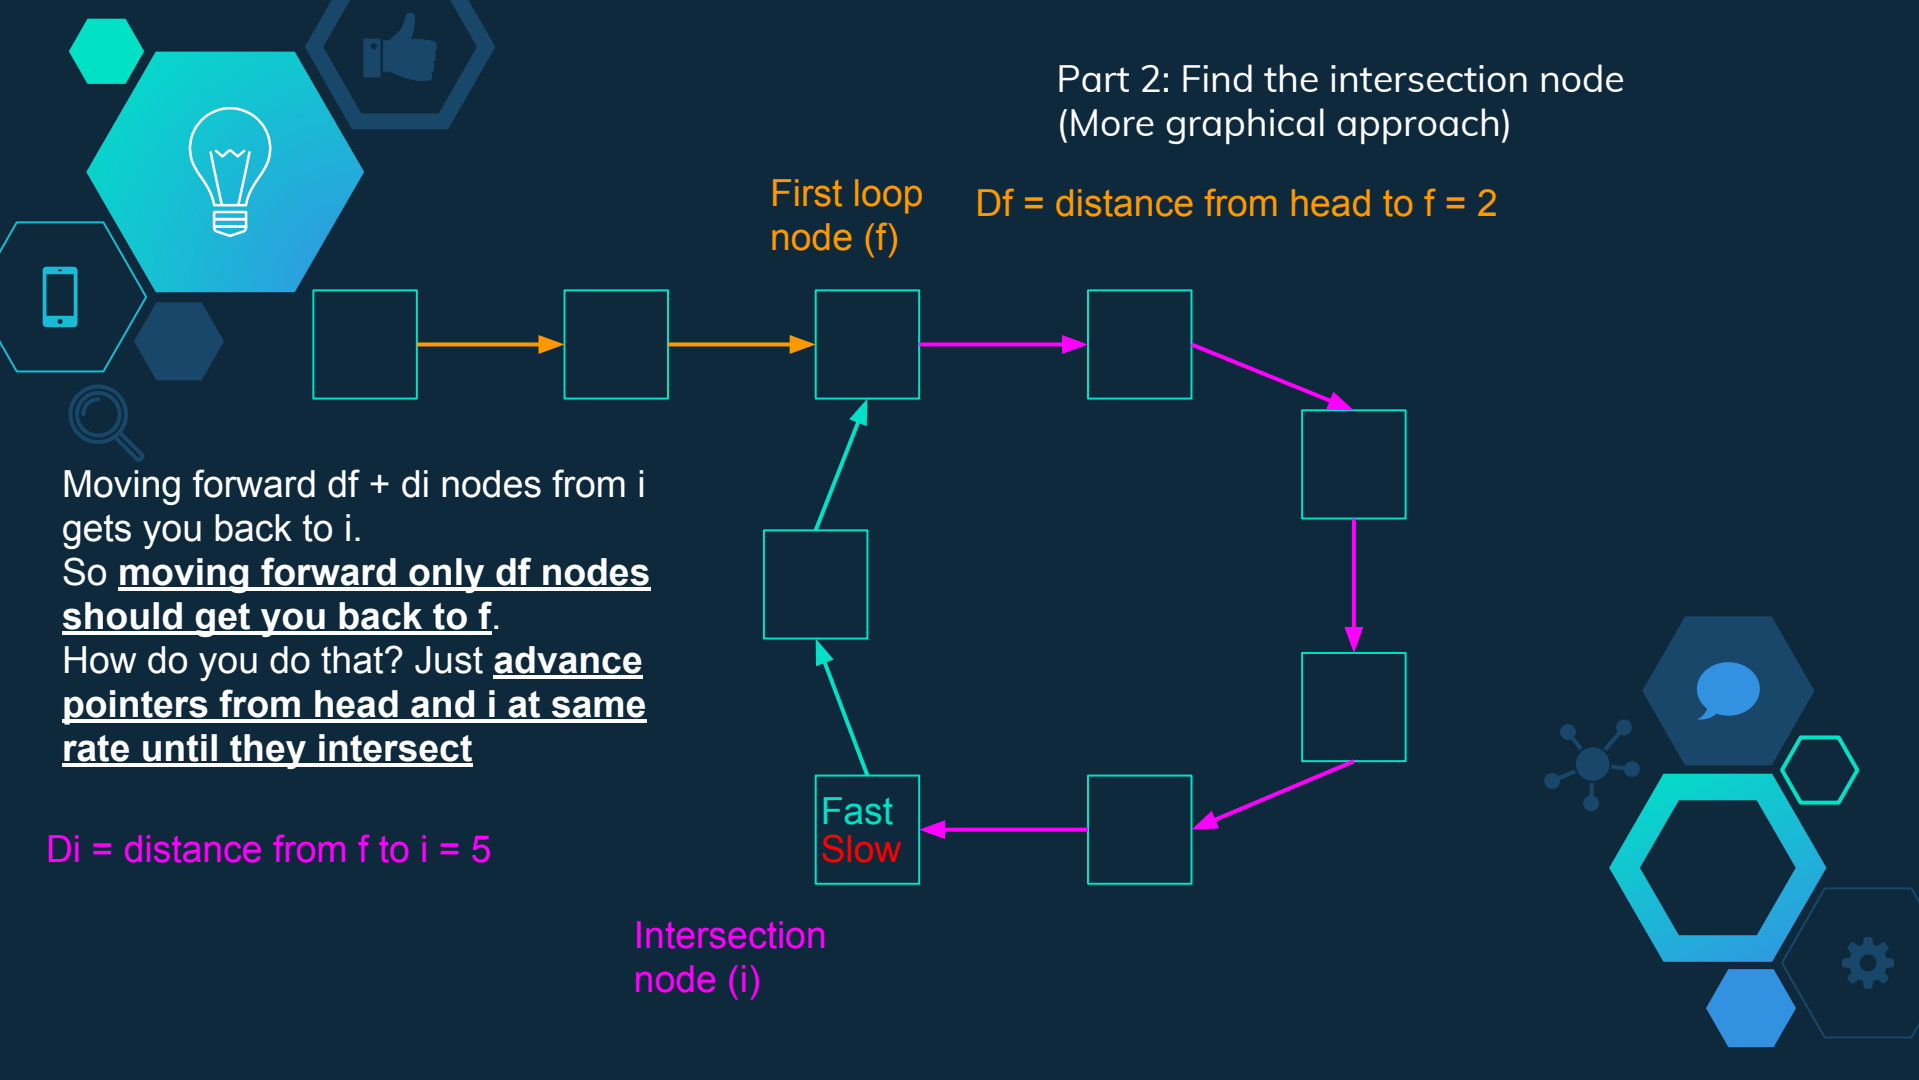 Part 2: Find the intersection node
(More graphical approach)
First loop
node (f)
Df = distance from head to f = 2
Moving forward df + di nodes from i
gets you back to i.
So moving forward only df nodes
should get you back to f.
How do you do that? Just advance
pointers from head and i at same
rate until they intersect
Fast
Slow
Di = distance from f to i = 5
Intersection
node (i)